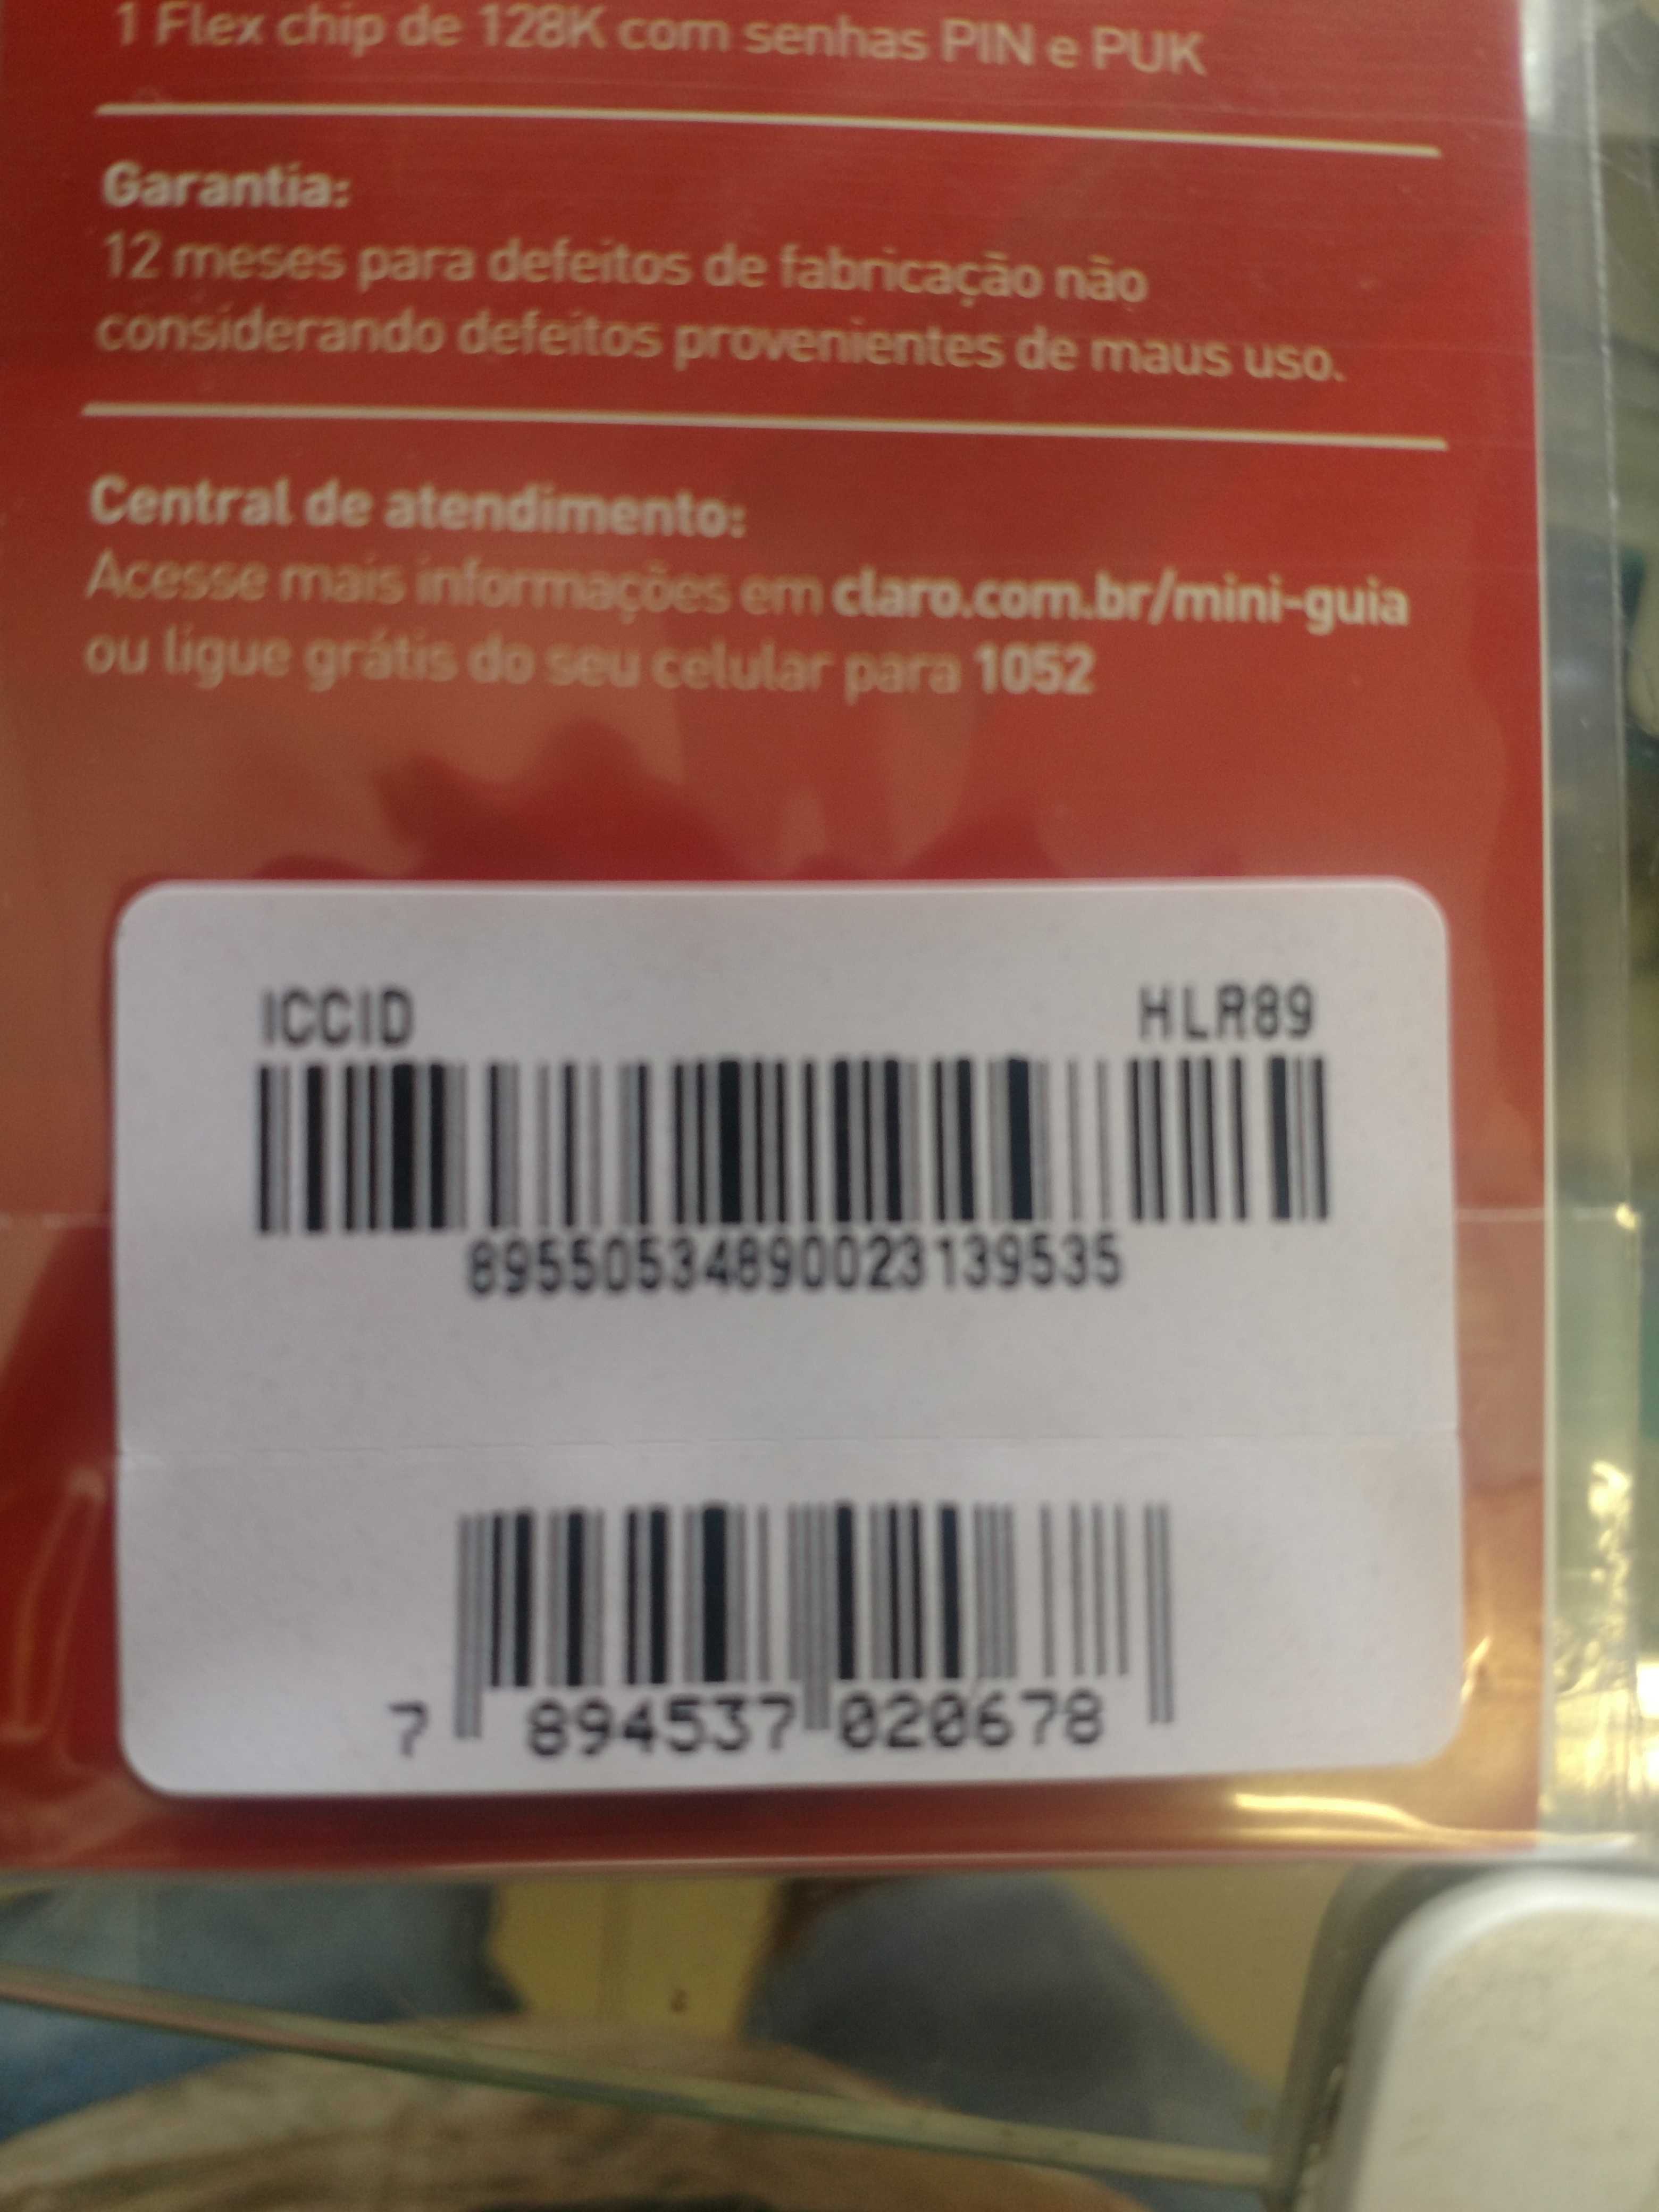 1 Flex chip de 128K com senhas PIN e PUK
Garantia:
12 meses para defeitos de fabricação não
considerando defeitos provenientes de maus uso.
Central de atendimento:
Acesse mais informações em claro.com.br/mini-guia
ou ligue grátis do seu celular para 1052
ICCID HLR89
89550534890023139535
7 894537 020678